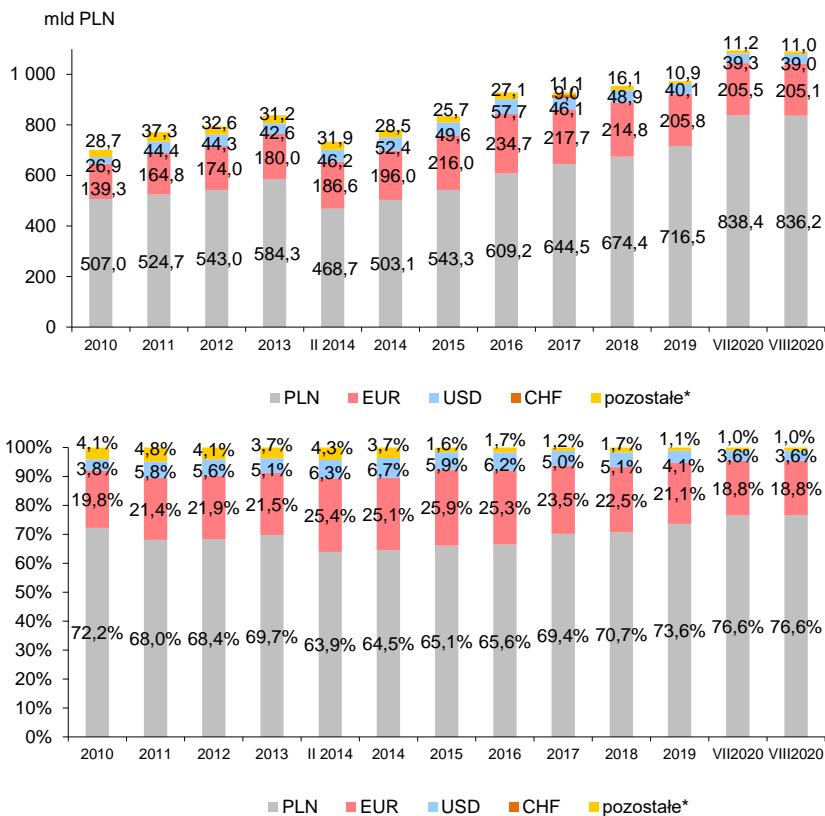 mld PLN
28,7 37,3 32,6 31,2 31,9 28,5 25,7 27,1 11,1 16,1 10,9 11,2 11,0
9,0
26,9 44,4 44,3 42,6 46,2 52,4 49,6 57,7 46,1 48,9 40,1 39,3 39,0
139,3 164,8 174,0 180,0 186,6 196,0 216,0 234,7 217,7 214,8 205,8 205,5 205,1
507,0 524,7 543,0 584,3 468,7 503,1 543,3 609,2 644,5 674,4 716,5 838,4 836,2
1 000
800
600
400
200
0
2010 2011 2012 2013 II 2014 2014 2015 2016 2017 2018 2019 VII2020 VIII2020
PLN EUR USD CHF pozostałe*
4,1% 4,8% 4,1% 3,7% 4,3% 3,7% 1,6% 1,7% 1,2% 1,7% 1,1% 1,0% 1,0%
3,8% 5,8% 5,6% 5,1% 6,3% 6,7% 5,9% 6,2% 5,0% 5,1% 4,1% 3,6% 3,6%
19,8% 21,4% 21,9% 21,5% 25,4% 25,1% 25,9% 25,3% 23,5% 22,5% 21,1% 18,8% 18,8%
72,2% 68,0% 68,4% 69,7% 63,9% 64,5% 65,1% 65,6% 69,4% 70,7% 73,6% 76,6% 76,6%
100%
90%
80%
70%
60%
50%
40%
30%
20%
10%
0%
2010 2011 2012 2013 II 2014 2014 2015 2016 2017 2018 2019 VII2020 VIII2020
PLN EUR USD CHF pozostałe*